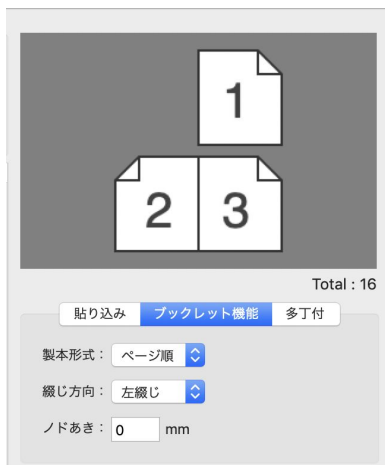 1
2 3
Total : 16
貼り込み ブックレット機能 多丁付
製本形式： ページ順
綴じ方向： 左綴じ
ノドあき： 0 mm